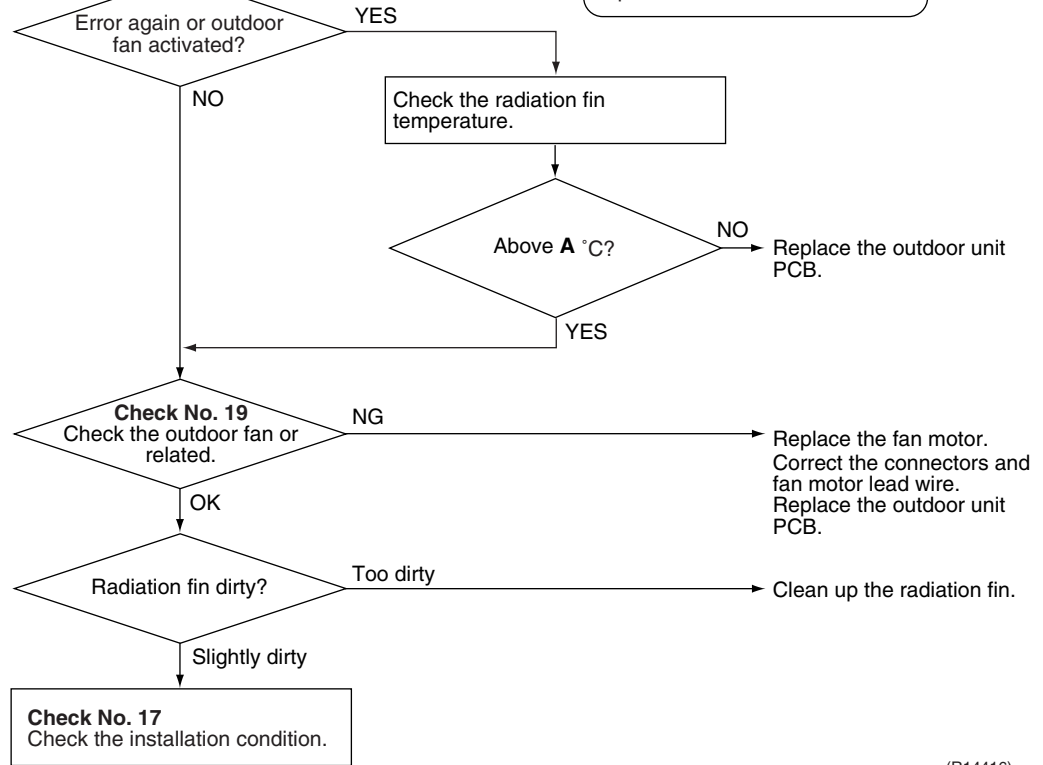 Error again or outdoor
fan activated?
YES
NO
Check the radiation fin
temperature.
Above A °C?
NO
Replace the outdoor unit
PCB.
YES
Check No. 19
Check the outdoor fan or
related.
NG
Replace the fan motor.
Correct the connectors and
fan motor lead wire.
Replace the outdoor unit
PCB.
OK
Radiation fin dirty?
Too dirty
Clean up the radiation fin.
Slightly dirty
Check No. 17
Check the installation condition.